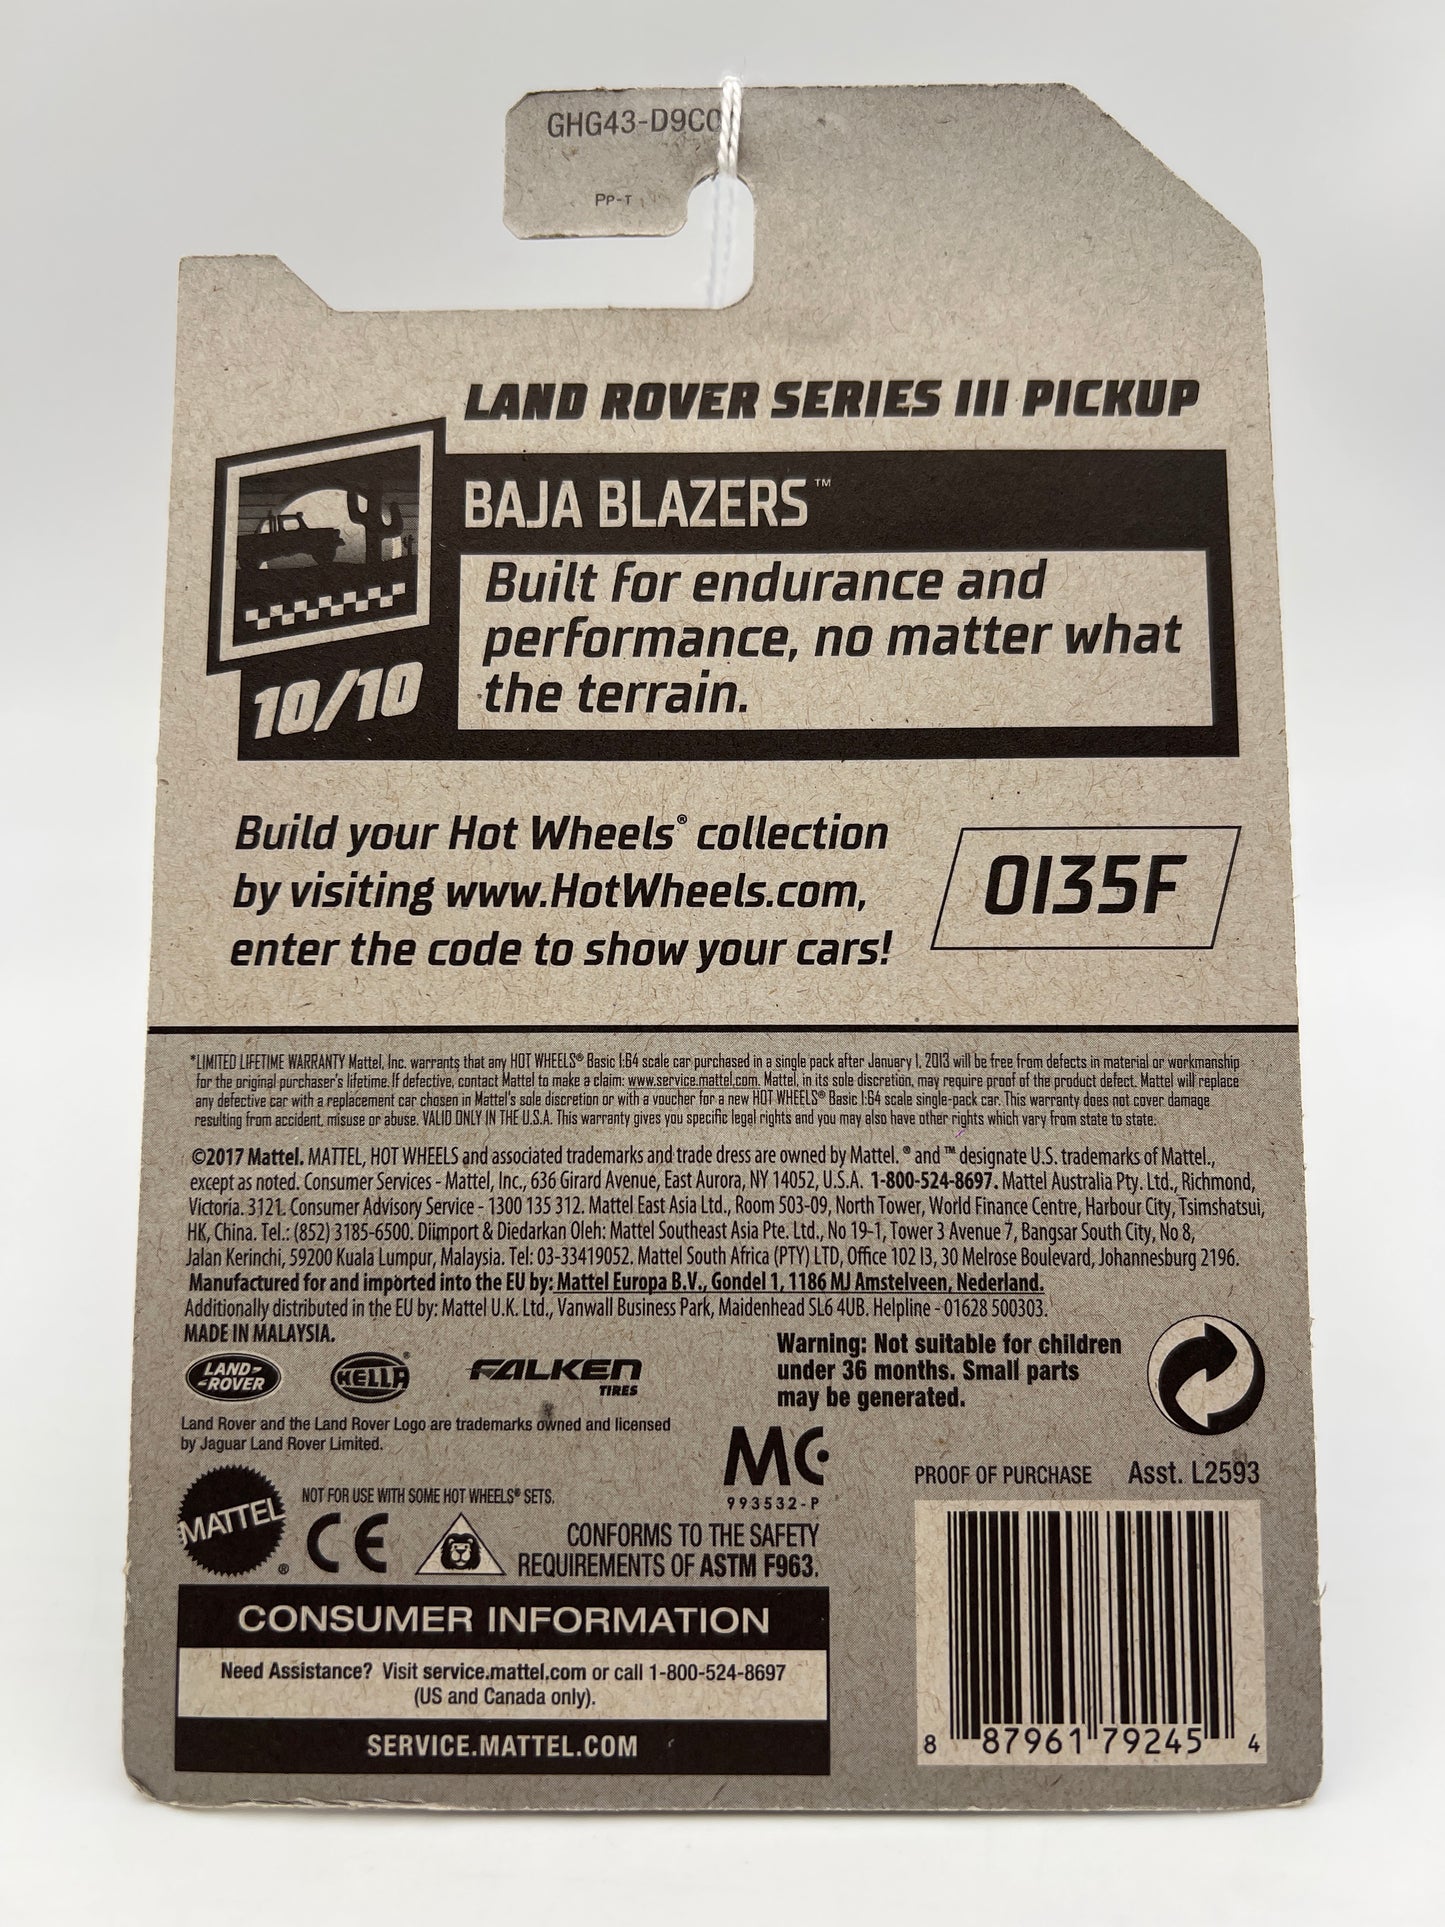 GHG43-D9C0
PP-T
LAND ROVER SERIES III PICKUP
BAJA BLAZERS™
Built for endurance and
performance, no matter what
the terrain.
10/10
Build your Hot Wheels® collection
by visiting www.HotWheels.com,
enter the code to show your cars!
0135F
*LIMITED LIFETIME WARRANTY Mattel, Inc. warrants that any HOT WHEELS® Basic 1:64 scale car purchased in a single pack after January 1, 2013 will be free from defects in material or workmanship
for the original purchaser's lifetime. If defective, contact Mattel to make a claim: www.service.mattel.com. Mattel, in its sole discretion, may require proof of the product defect. Mattel will replace
any defective car with a replacement car chosen in Mattel's sole discretion or with a voucher for a new HOT WHEELS® Basic 1:64 scale single-pack car. This warranty does not cover damage
resulting from accident, misuse or abuse. VALID ONLY IN THE U.S.A. This warranty gives you specific legal rights and you may also have other rights which vary from state to state.
©2017 Mattel. MATTEL, HOT WHEELS and associated trademarks and trade dress are owned by Mattel. ® and ™ designate U.S. trademarks of Mattel.,
except as noted. Consumer Services - Mattel, Inc., 636 Girard Avenue, East Aurora, NY 14052, U.S.A. 1-800-524-8697. Mattel Australia Pty. Ltd., Richmond,
Victoria. 3121. Consumer Advisory Service - 1300 135 312. Mattel East Asia Ltd., Room 503-09, North Tower, World Finance Centre, Harbour City, Tsimshatsui,
HK, China. Tel.: (852) 3185-6500. Diimport & Diedarkan Oleh: Mattel Southeast Asia Pte. Ltd., No 19-1, Tower 3 Avenue 7, Bangsar South City, No 8,
Jalan Kerinchi, 59200 Kuala Lumpur, Malaysia. Tel: 03-33419052. Mattel South Africa (PTY) LTD, Office 102 I3, 30 Melrose Boulevard, Johannesburg 2196.
Manufactured for and imported into the EU by: Mattel Europa B.V., Gondel 1, 1186 MJ Amstelveen, Nederland.
Additionally distributed in the EU by: Mattel U.K. Ltd., Vanwall Business Park, Maidenhead SL6 4UB. Helpline - 01628 500303.
MADE IN MALAYSIA.
LAND-
-ROVER
HELLA®
FALKEN
TIRES
Warning: Not suitable for children
under 36 months. Small parts
may be generated.
Land Rover and the Land Rover Logo are trademarks owned and licensed
by Jaguar Land Rover Limited.
MC
993532-P
PROOF OF PURCHASE Asst. L2593
MATTEL®
NOT FOR USE WITH SOME HOT WHEELS® SETS.
CE
CONFORMS TO THE SAFETY
REQUIREMENTS OF ASTM F963.
CONSUMER INFORMATION
Need Assistance? Visit service.mattel.com or call 1-800-524-8697
(US and Canada only).
SERVICE.MATTEL.COM
8 87961 79245 4